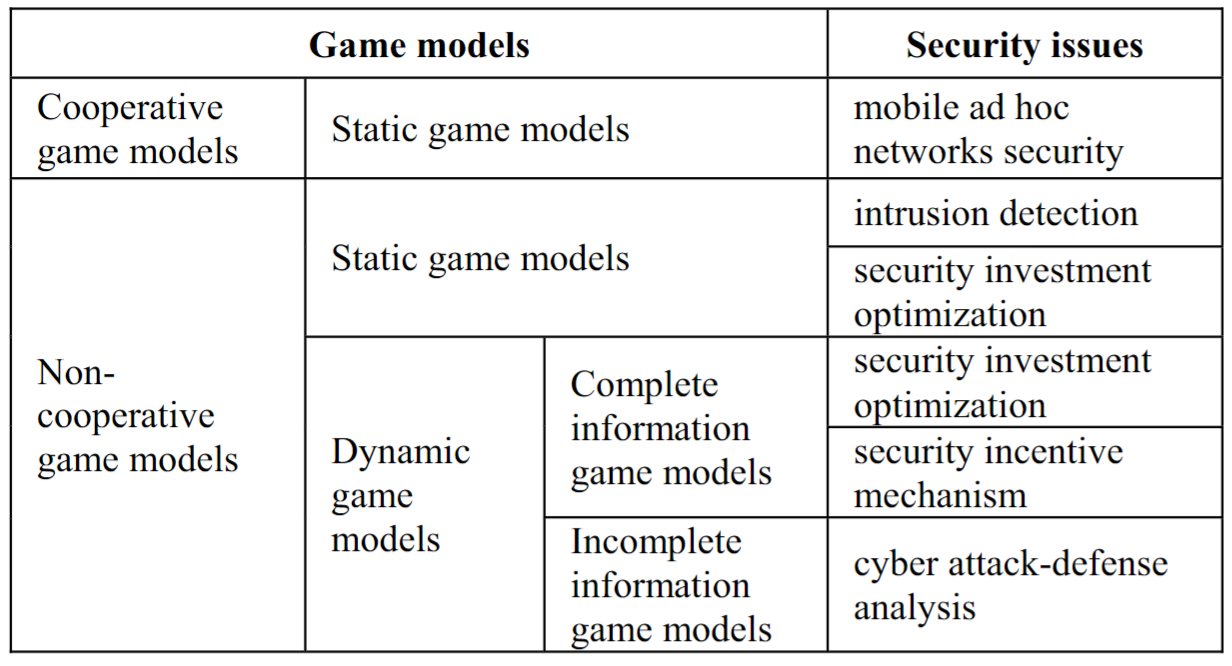 Game models
Security issues
Cooperative
game models
Static game models
mobile ad hoc
networks security
Non-
cooperative
game models
Static game models
intrusion detection
security investment
optimization
Dynamic
game
models
Complete
information
game models
security investment
optimization
security incentive
mechanism
Incomplete
information
game models
cyber attack-defense
analysis